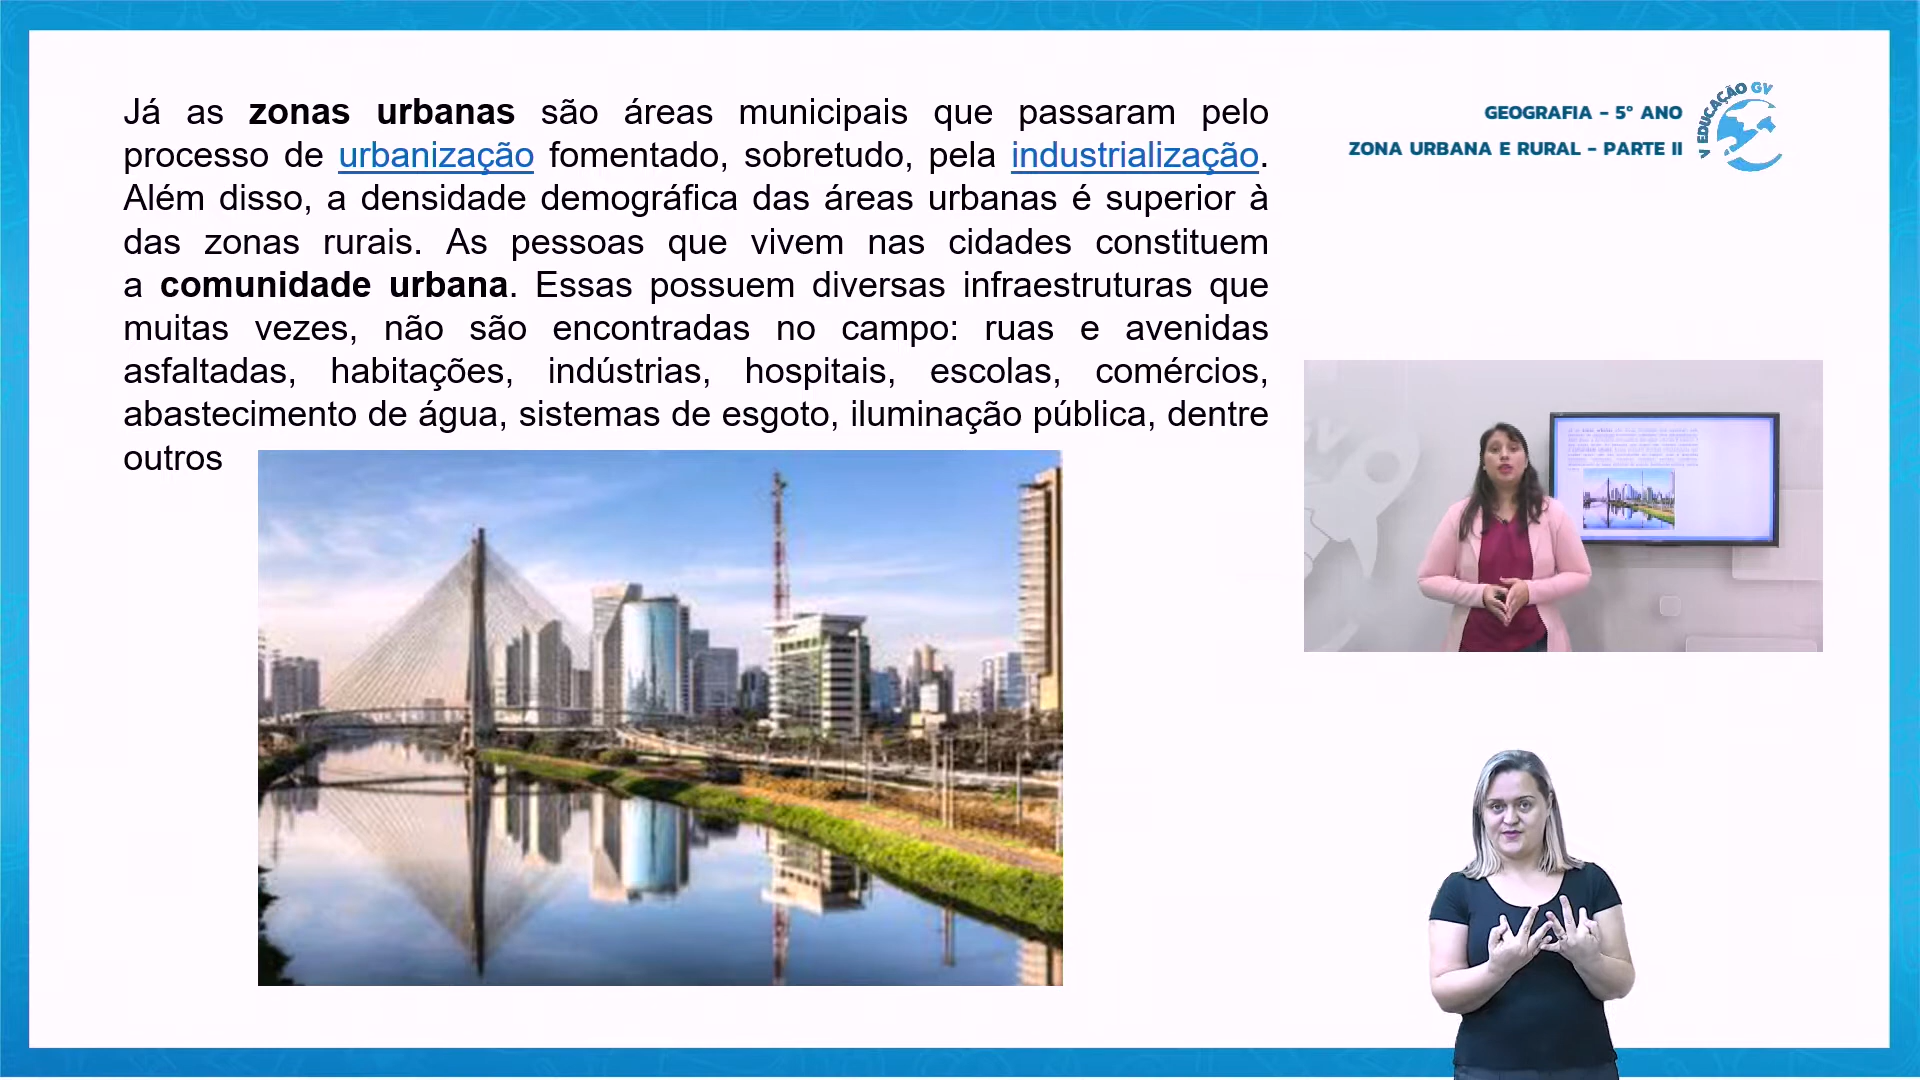 Já as zonas urbanas são áreas municipais que passaram pelo
processo de urbanização fomentado, sobretudo, pela industrialização.
Além disso, a densidade demográfica das áreas urbanas é superior à
das zonas rurais. As pessoas que vivem nas cidades constituem
a comunidade urbana. Essas possuem diversas infraestruturas que
muitas vezes, não são encontradas no campo: ruas e avenidas
asfaltadas, habitações, indústrias, hospitais, escolas, comércios,
abastecimento de água, sistemas de esgoto, iluminação pública, dentre
outros
GEOGRAFIA - 5º ANO
ZONA URBANA E RURAL - PARTE II
V EDUCAÇÃO GV